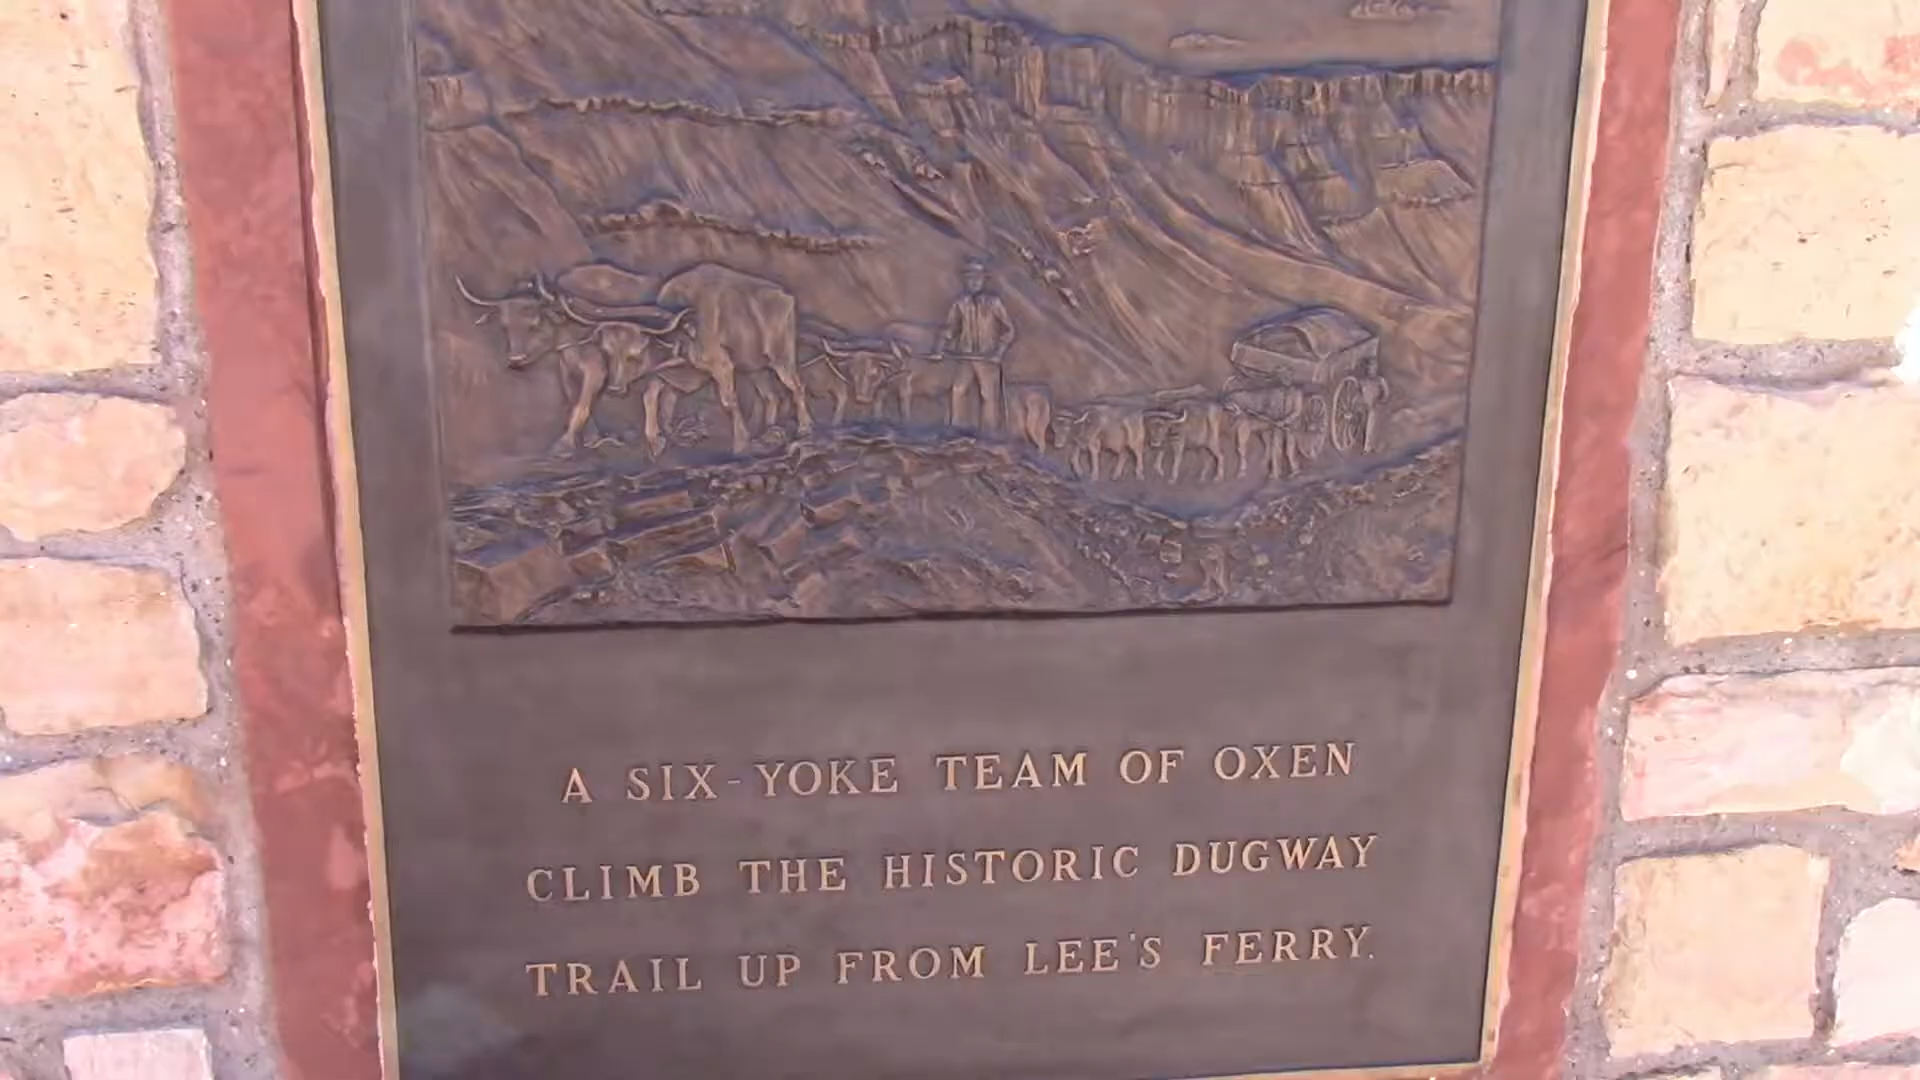 A SIX-YOKE TEAM OF OXEN
CLIMB THE HISTORIC DUGWAY
TRAIL UP FROM LEE'S FERRY.